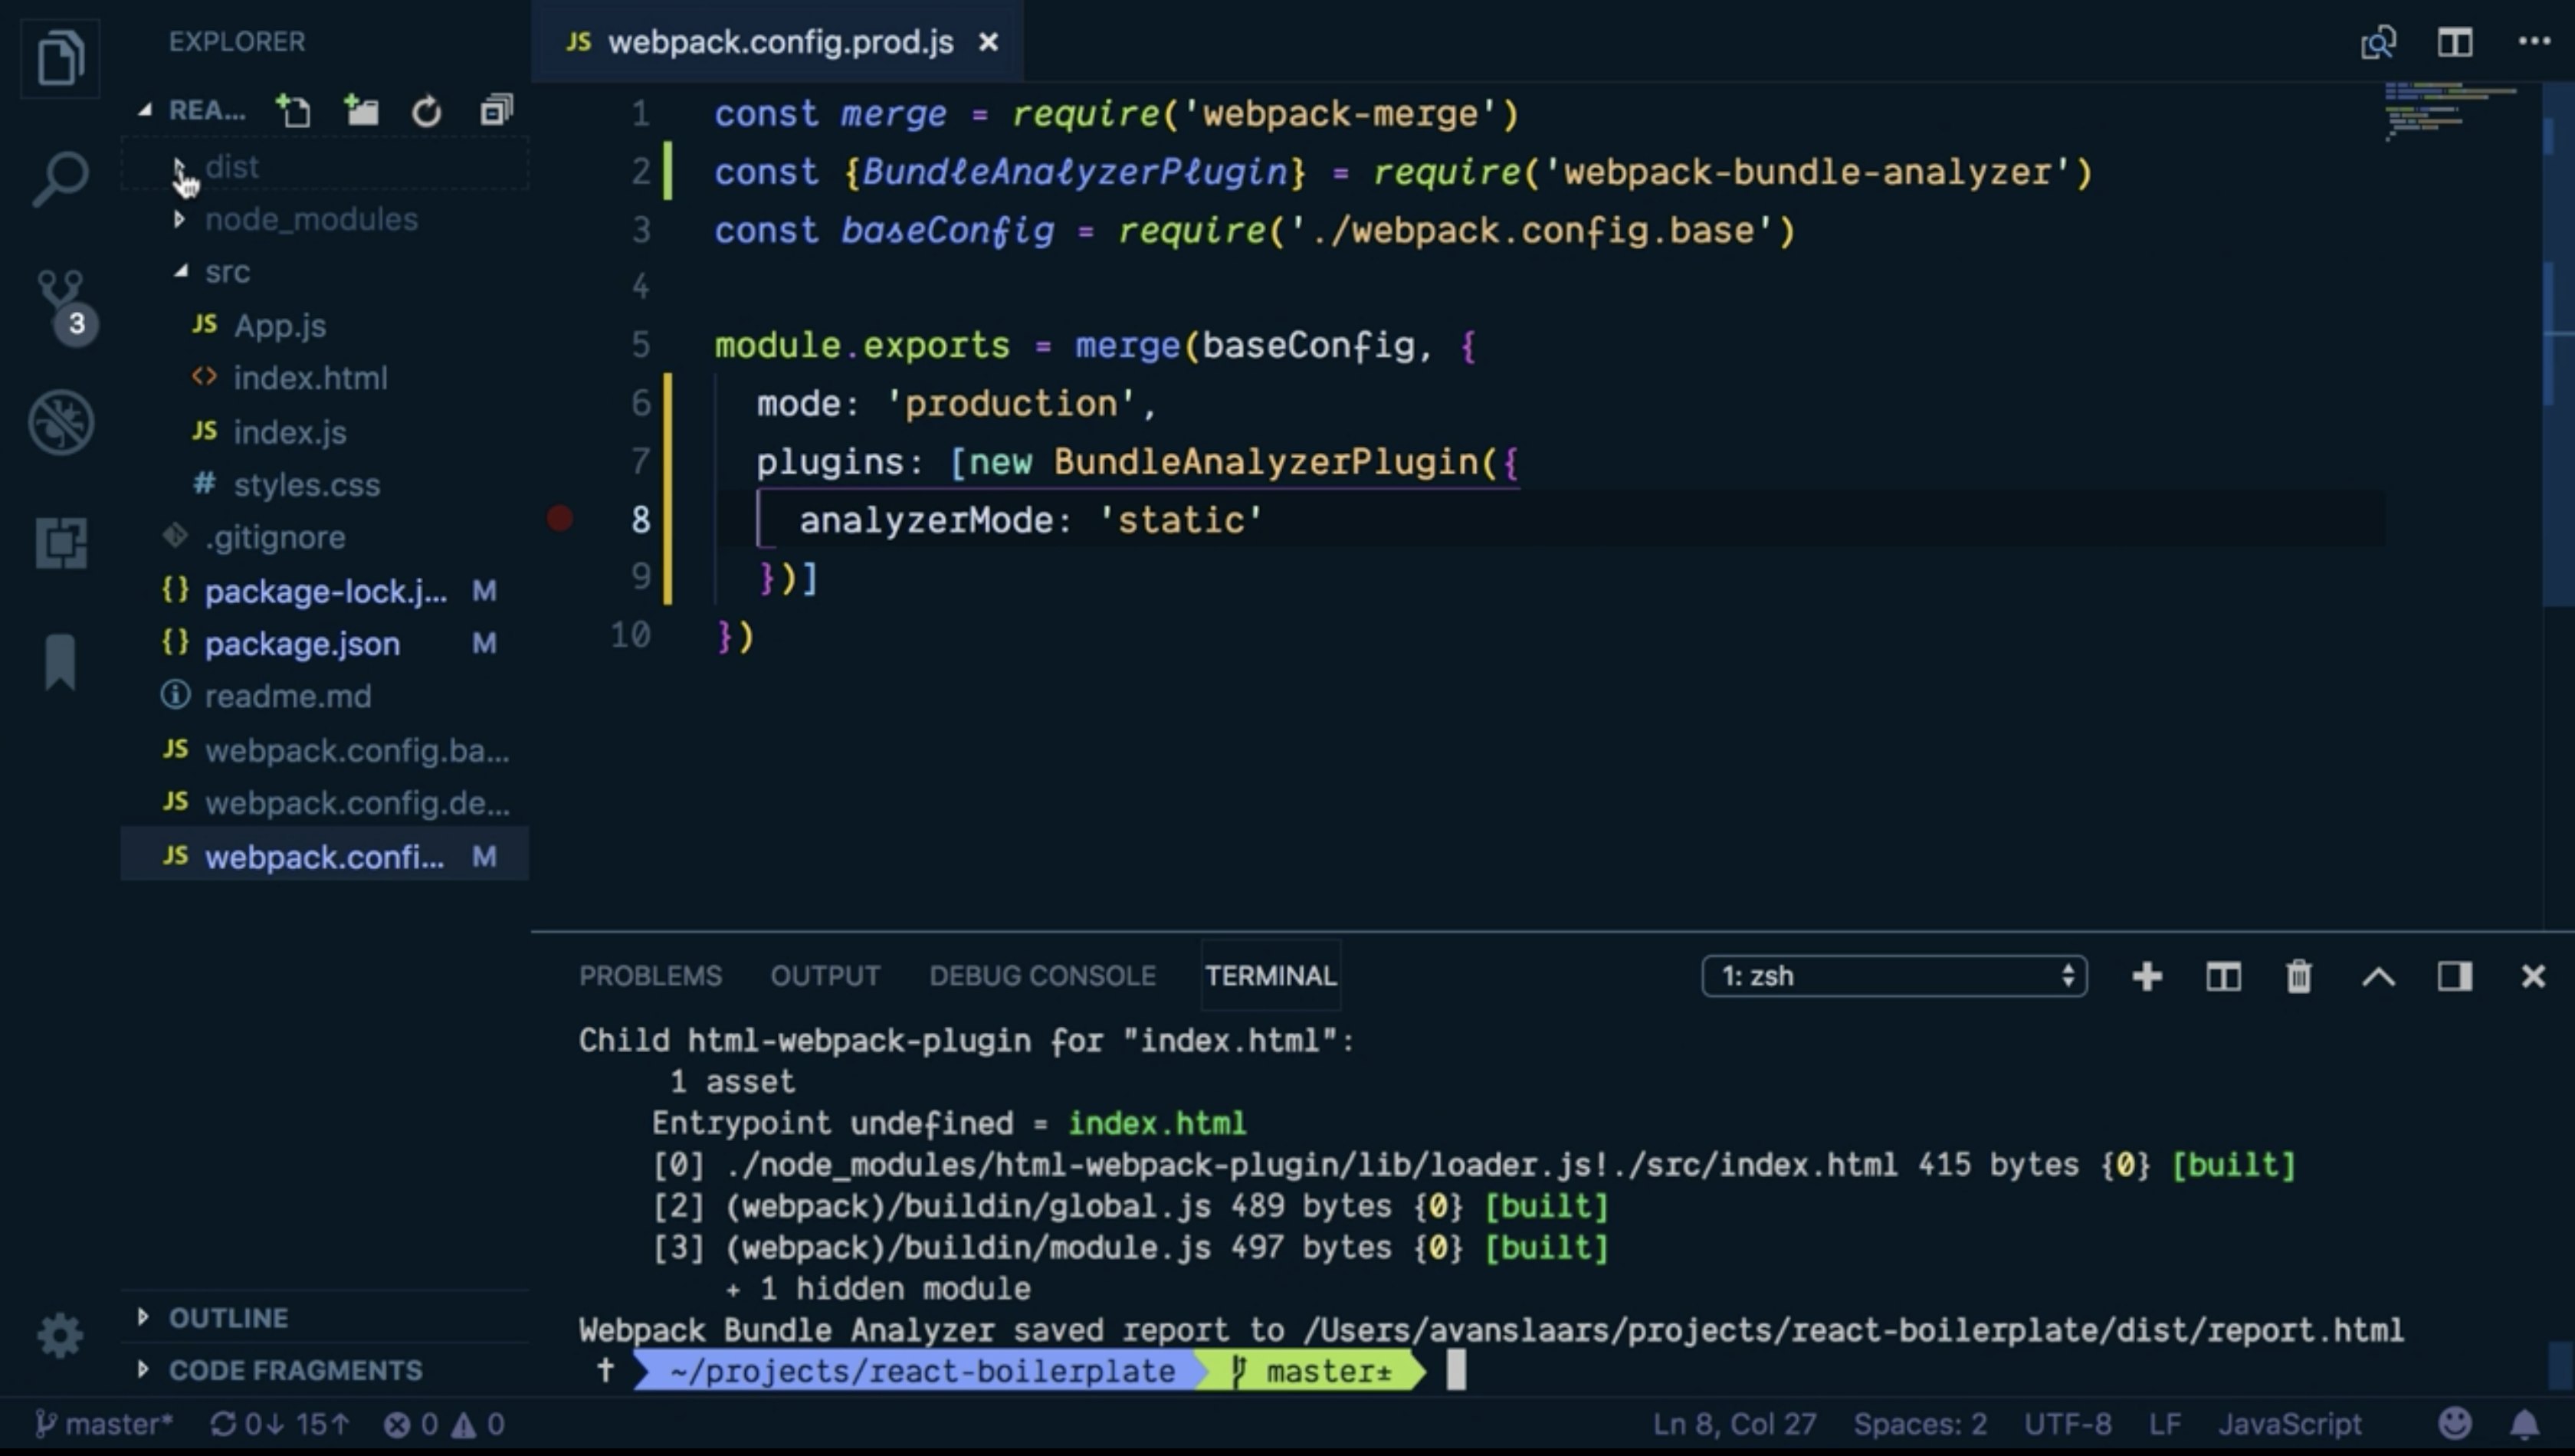 EXPLORER
REA...
dist
node_modules
src
JS App.js
<> index.html
JS index.js
# styles.css
.gitignore
{} package-lock.j... M
{} package.json M
readme.md
JS webpack.config.ba...
JS webpack.config.de...
JS webpack.confi... M
OUTLINE
CODE FRAGMENTS
3
JS webpack.config.prod.js ×
1 const merge = require('webpack-merge')
2 const {BundleAnalyzerPlugin} = require('webpack-bundle-analyzer')
3 const baseConfig = require('./webpack.config.base')
4
5 module.exports = merge(baseConfig, {
6 mode: 'production',
7 plugins: [new BundleAnalyzerPlugin({
8 analyzerMode: 'static'
9 })]
10 })
PROBLEMS OUTPUT DEBUG CONSOLE TERMINAL 1: zsh
Child html-webpack-plugin for "index.html":
1 asset
Entrypoint undefined = index.html
[0] ./node_modules/html-webpack-plugin/lib/loader.js!./src/index.html 415 bytes {0} [built]
[2] (webpack)/buildin/global.js 489 bytes {0} [built]
[3] (webpack)/buildin/module.js 497 bytes {0} [built]
+ 1 hidden module
Webpack Bundle Analyzer saved report to /Users/avanslaars/projects/react-boilerplate/dist/report.html
† ~/projects/react-boilerplate master±
master* 0↓ 15↑ 0 0 Ln 8, Col 27 Spaces: 2 UTF-8 LF JavaScript